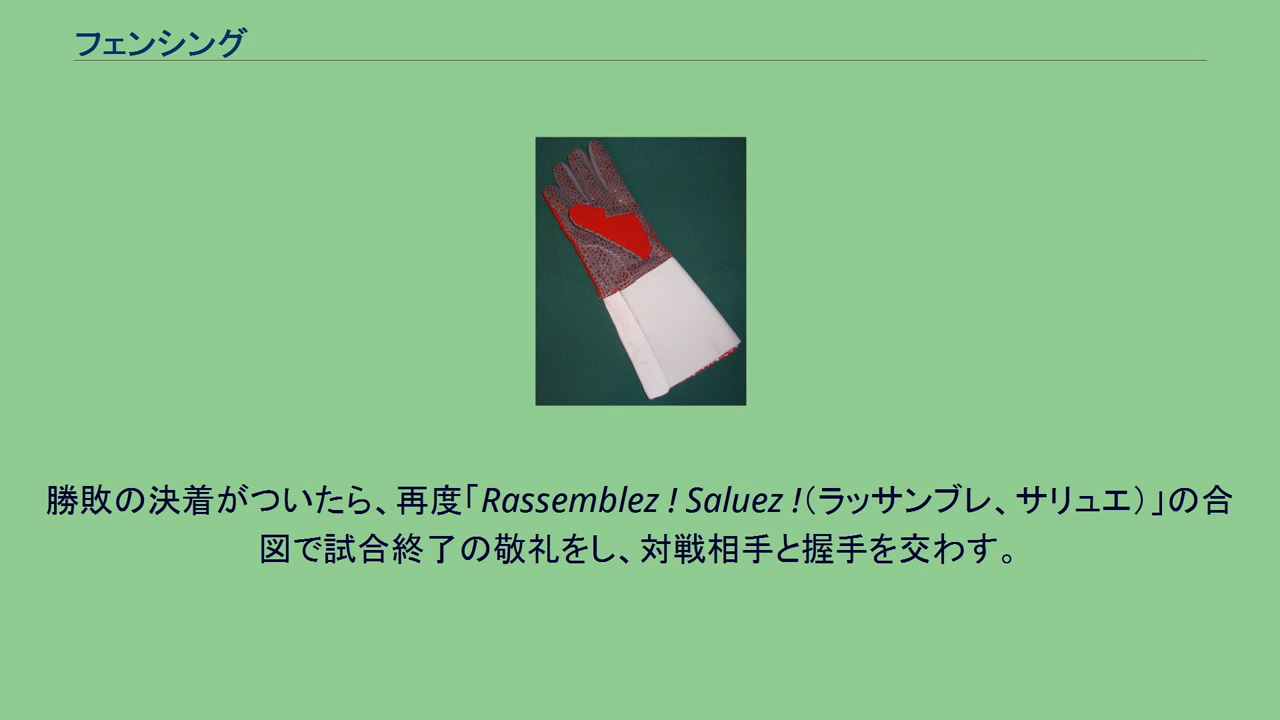 フェンシング
勝敗の決着がついたら、再度「Rassemblez ! Saluez !（ラッサンブレ、サリュエ）」の合
図で試合終了の敬礼をし、対戦相手と握手を交わす。